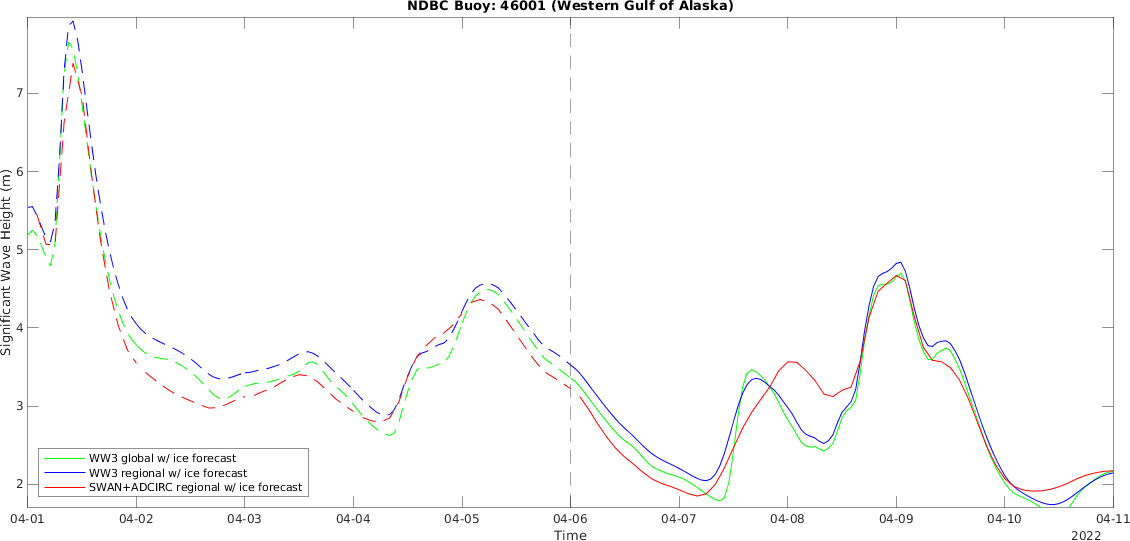 NDBC Buoy: 46001 (Western Gulf of Alaska)
Significant Wave Height (m)
7
6
5
4
3
2
WW3 global w/ ice forecast
WW3 regional w/ ice forecast
SWAN+ADCIRC regional w/ ice forecast
04-01 04-02 04-03 04-04 04-05 04-06 04-07 04-08 04-09 04-10 04-11
Time
2022